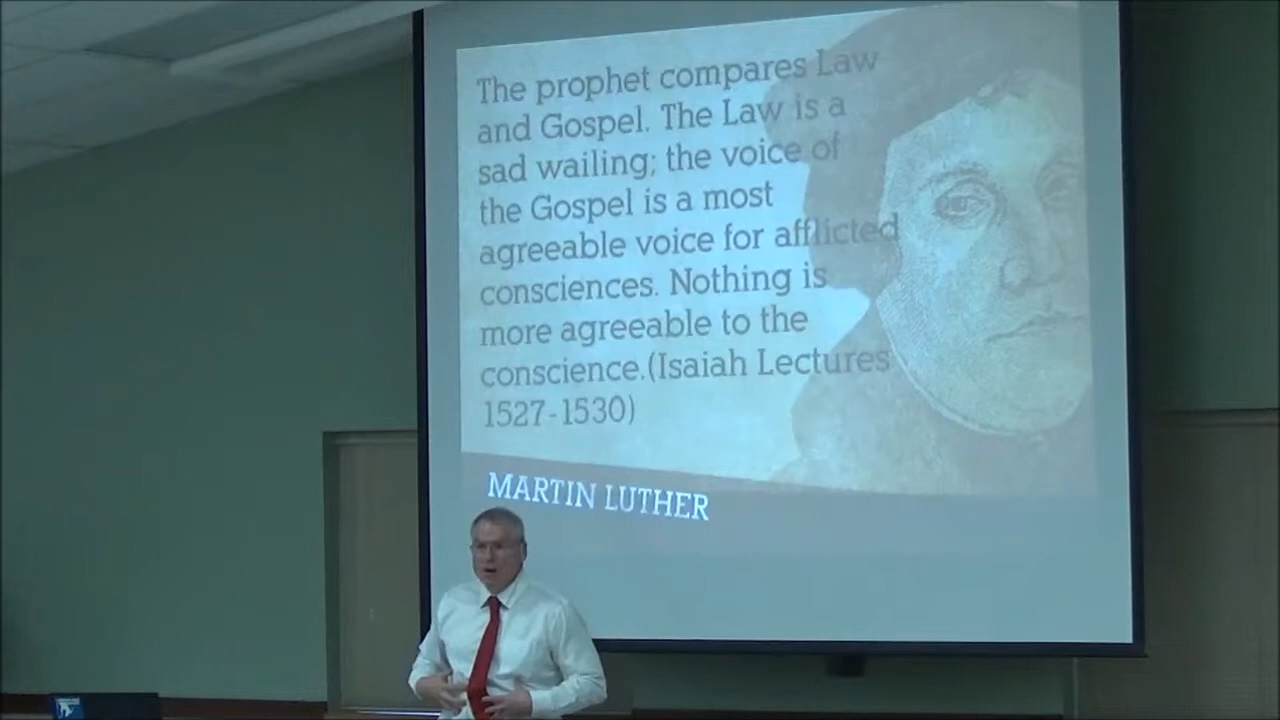 The prophet compares Law
and Gospel. The Law is a
sad wailing; the voice of
the Gospel is a most
agreeable voice for afflicted
consciences. Nothing is
more agreeable to the
conscience.(Isaiah Lectures
1527-1530)
MARTIN LUTHER